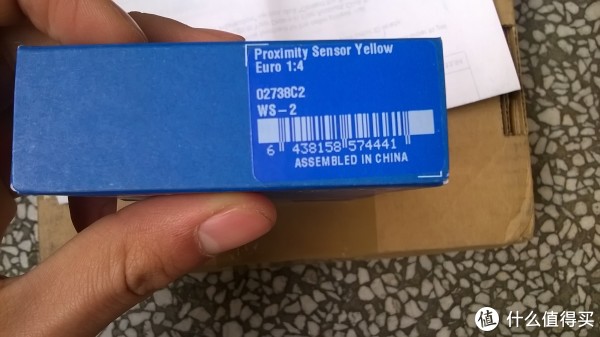 Proximity Sensor Yellow
Euro 1:4
02738C2
WS-2
6 438158 574441
ASSEMBLED IN CHINA
值 什么值得买